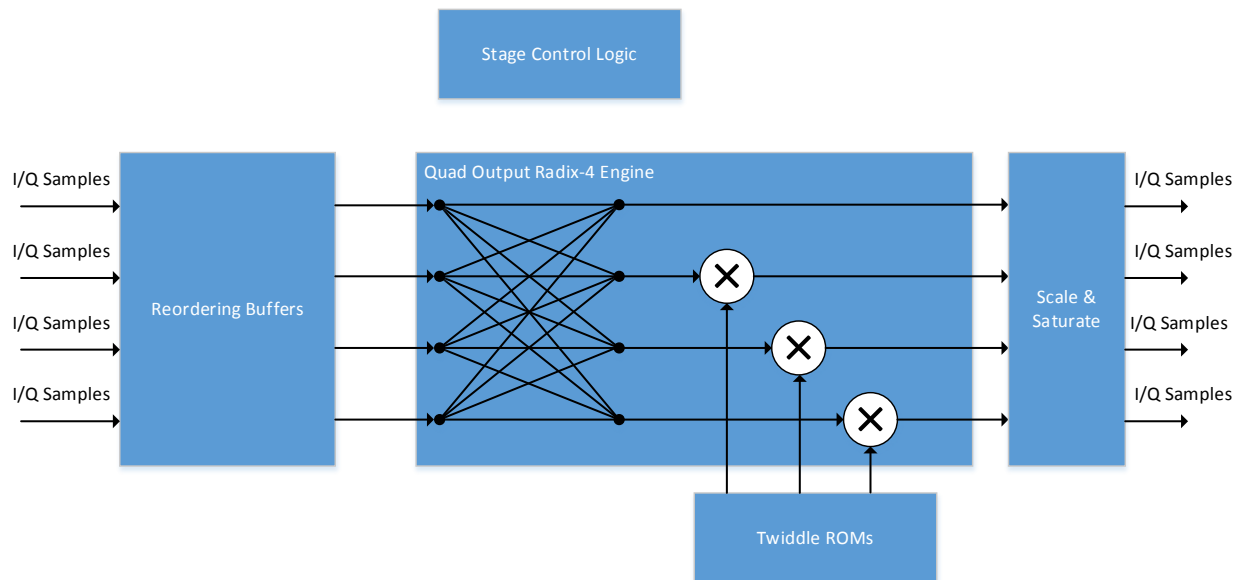 Stage Control Logic
I/Q Samples
I/Q Samples
I/Q Samples
I/Q Samples
Reordering Buffers
Quad Output Radix-4 Engine
Scale &
Saturate
I/Q Samples
I/Q Samples
I/Q Samples
I/Q Samples
Twiddle ROMs